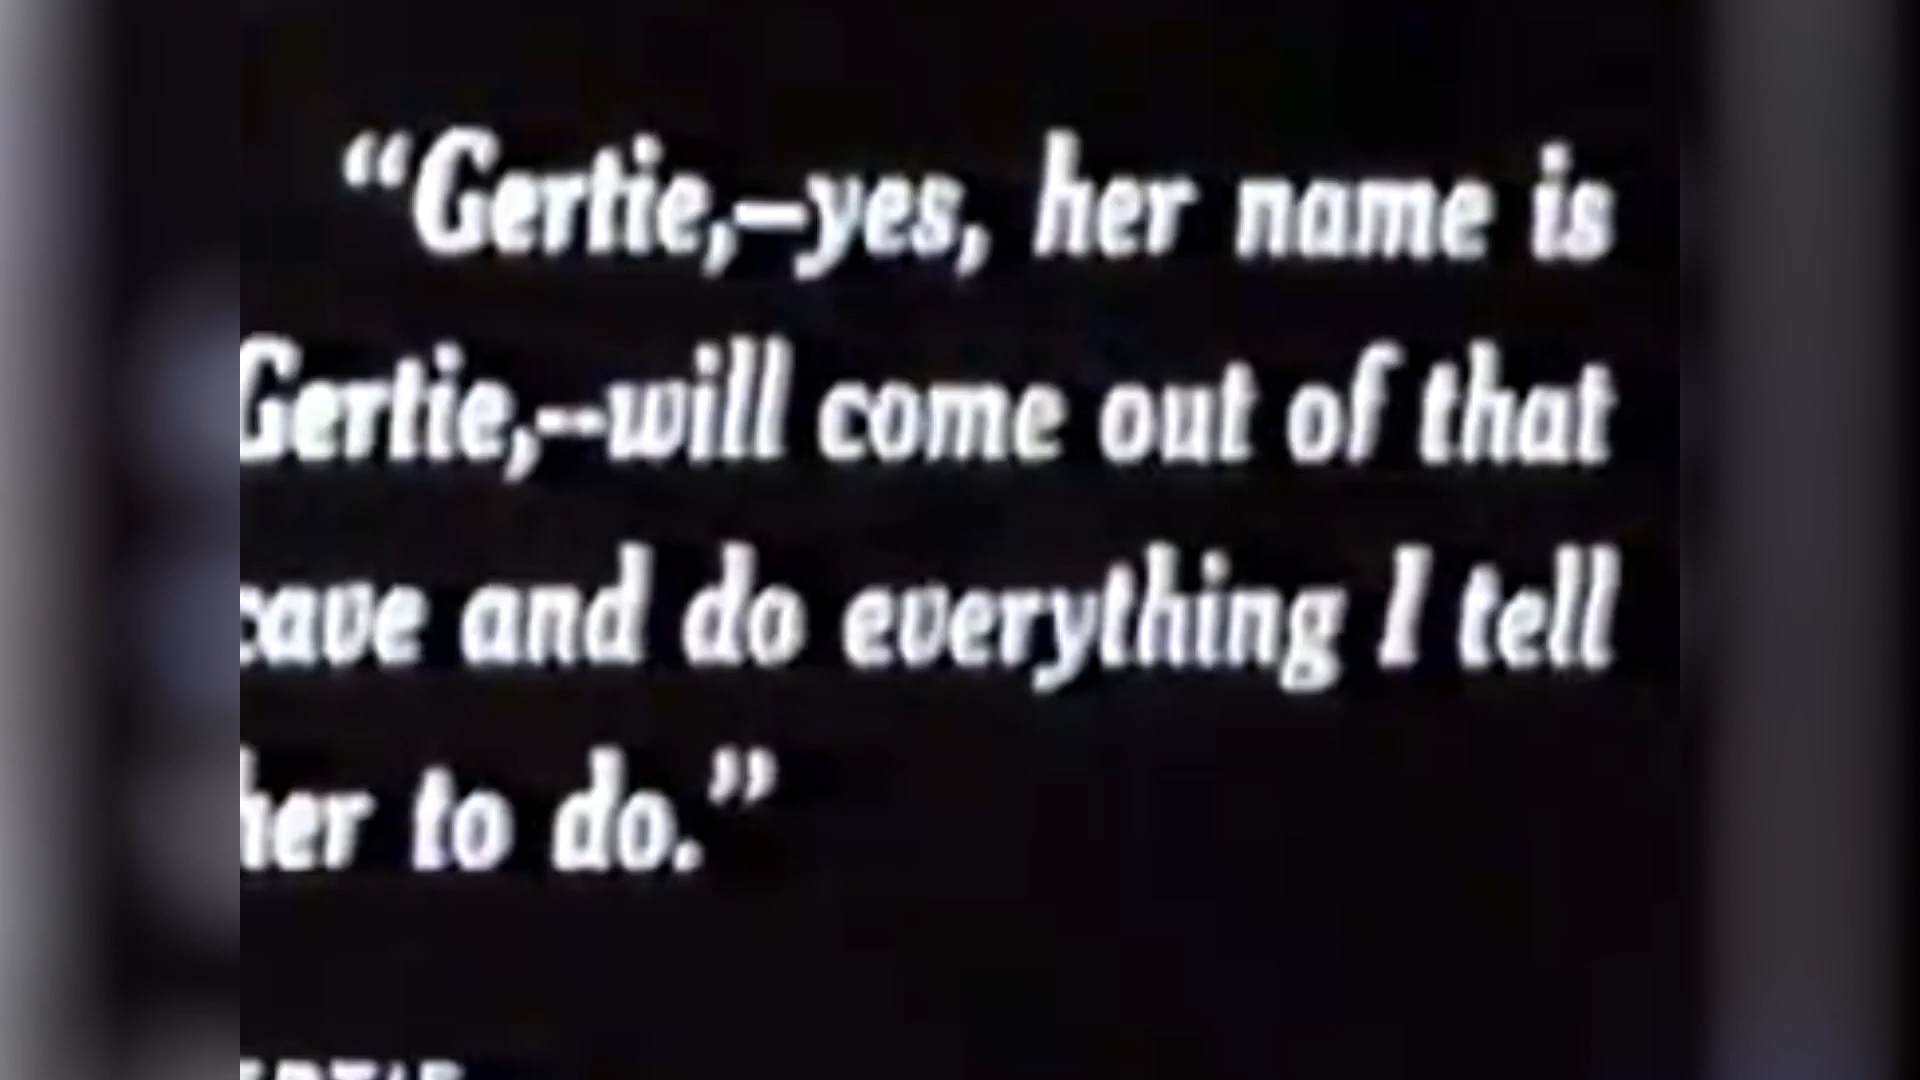 “Gertie,–yes, her name is
Gertie,--will come out of that
cave and do everything I tell
her to do.”